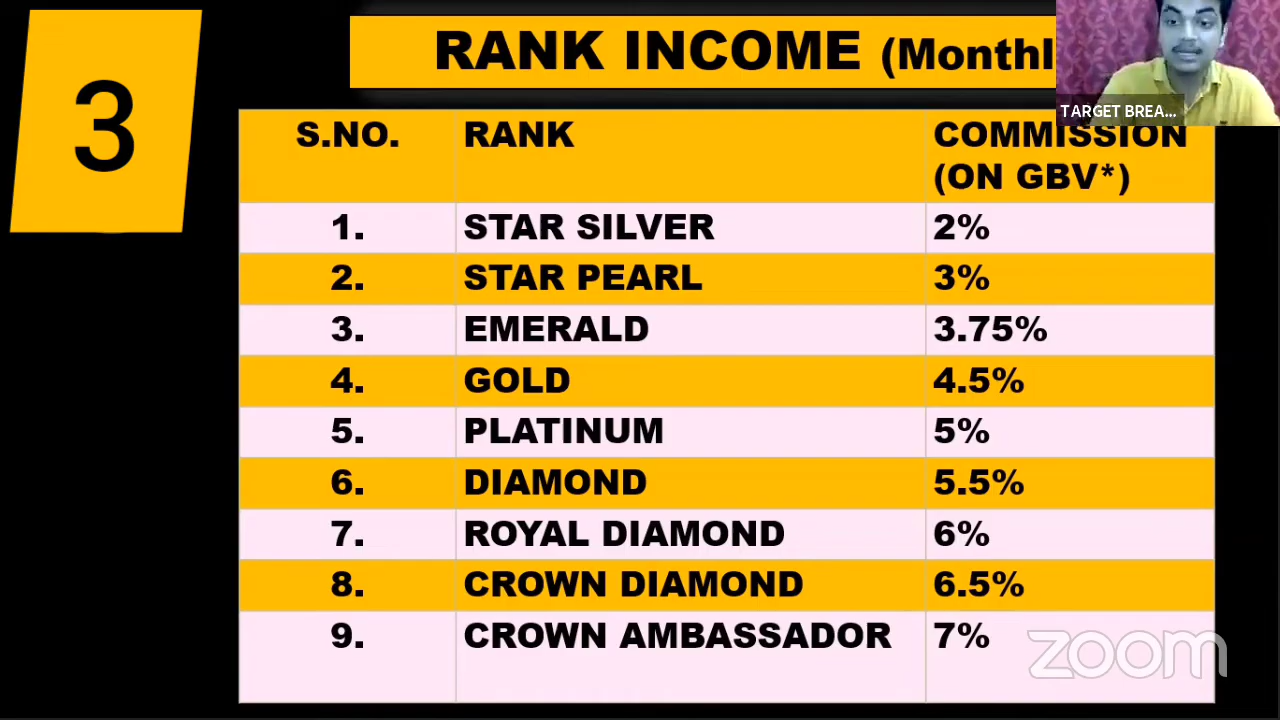 3
RANK INCOME (Monthl
TARGET BREA...
S.NO. RANK COMMISSION (ON GBV*)
1. STAR SILVER 2%
2. STAR PEARL 3%
3. EMERALD 3.75%
4. GOLD 4.5%
5. PLATINUM 5%
6. DIAMOND 5.5%
7. ROYAL DIAMOND 6%
8. CROWN DIAMOND 6.5%
9. CROWN AMBASSADOR 7%
zoom